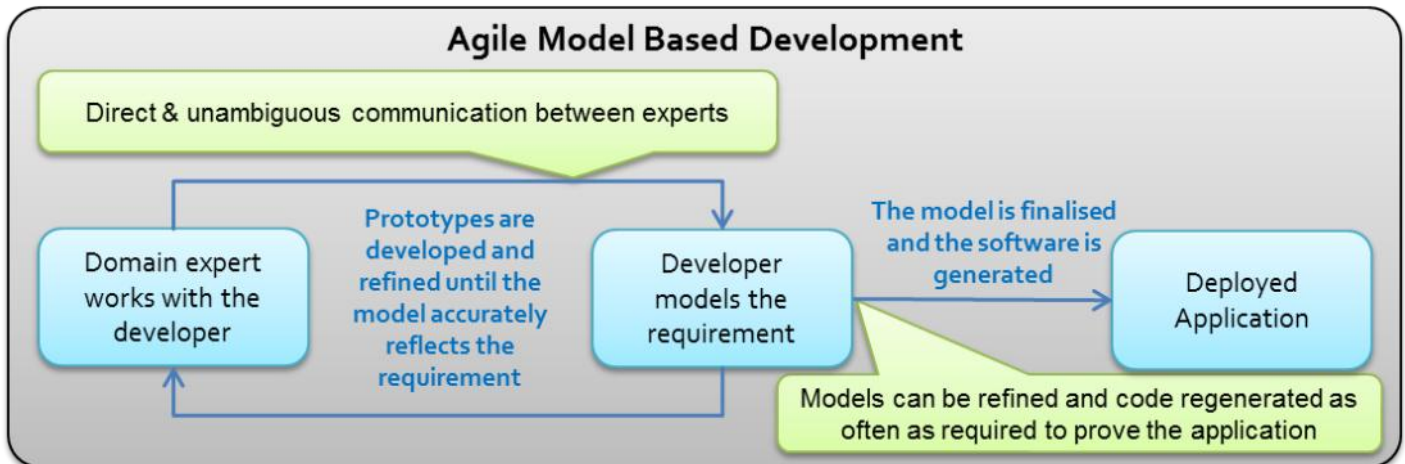 Agile Model Based Development
Direct & unambiguous communication between experts
Domain expert
works with the
developer
Prototypes are
developed and
refined until the
model accurately
reflects the
requirement
Developer
models the
requirement
The model is finalised
and the software is
generated
Deployed
Application
Models can be refined and code regenerated as
often as required to prove the application